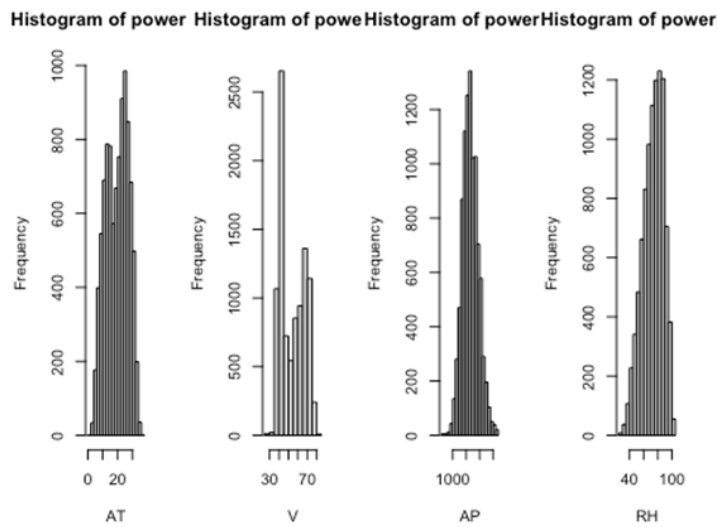 Histogram of power
Histogram of powe
Histogram of power
Histogram of power
Frequency
0 200 400 600 800 1000
0 20
AT
Frequency
0 500 1000 1500 2000 2500
30 70
V
Frequency
0 200 400 600 800 1000 1200
1000
AP
Frequency
0 200 400 600 800 1000 1200
40 100
RH